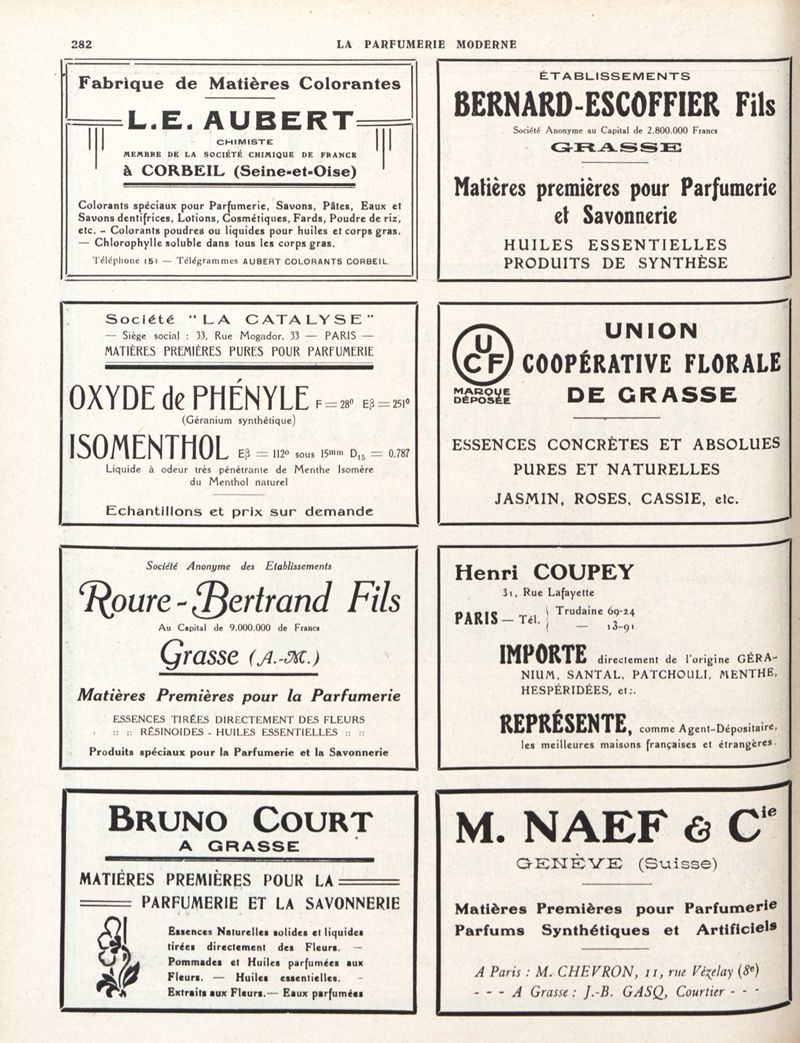 282
LA PARFUMERIE MODERNE
Fabrique de Matières Colorantes
L.E. AUBERT
CHIMISTE
MEMBRE DE LA SOCIÉTÉ CHIMIQUE DE FRANCE
à CORBEIL (Seine-et-Oise)
Colorants spéciaux pour Parfumerie, Savons, Pâtes, Eaux et
Savons dentifrices, Lotions, Cosmétiques, Fards, Poudre de riz,
etc. – Colorants poudres ou liquides pour huiles et corps gras.
— Chlorophylle soluble dans tous les corps gras.
Téléphone 151 — Télégrammes AUBERT COLORANTS CORBEIL
ÉTABLISSEMENTS
BERNARD-ESCOFFIER Fils
Société Anonyme au Capital de 2.800.000 Francs
GRASSE
Matières premières pour Parfumerie
et Savonnerie
HUILES ESSENTIELLES
PRODUITS DE SYNTHÈSE
Société "LA CATALYSE"
— Siège social : 33, Rue Mogador, 33 — PARIS —
MATIÈRES PREMIÈRES PURES POUR PARFUMERIE
OXYDE de PHÉNYLE F = 28º Eβ = 251º
(Géranium synthétique)
ISOMENTHOL Eβ = 112º sous 15mm D15 = 0,787
Liquide à odeur très pénétrante de Menthe Isomère
du Menthol naturel
Echantillons et prix sur demande
UCF
MARQUE
DÉPOSÉE
UNION
COOPÉRATIVE FLORALE
DE GRASSE
ESSENCES CONCRÈTES ET ABSOLUES
PURES ET NATURELLES
JASMIN, ROSES, CASSIE, etc.
Société Anonyme des Etablissements
Roure-Bertrand Fils
Au Capital de 9.000.000 de Francs
Grasse (A.-M.)
Matières Premières pour la Parfumerie
ESSENCES TIRÉES DIRECTEMENT DES FLEURS
:: :: RÉSINOIDES - HUILES ESSENTIELLES :: ::
Produits spéciaux pour la Parfumerie et la Savonnerie
Henri COUPEY
31, Rue Lafayette
PARIS — Tél. { Trudaine 69-24
— 13-91
IMPORTE directement de l'origine GÉRA-
NIUM, SANTAL, PATCHOULI, MENTHE,
HESPÉRIDÉES, etc.
REPRÉSENTE, comme Agent-Dépositaire,
les meilleures maisons françaises et étrangères.
BRUNO COURT
A GRASSE
MATIÈRES PREMIÈRES POUR LA
PARFUMERIE ET LA SAVONNERIE
Essences Naturelles solides et liquides
tirées directement des Fleurs. —
Pommades et Huiles parfumées aux
Fleurs. — Huiles essentielles. -
Extraits aux Fleurs. — Eaux parfumées
M. NAEF & Cie
GENÈVE (Suisse)
Matières Premières pour Parfumerie
Parfums Synthétiques et Artificiels
A Paris : M. CHEVRON, 11, rue Vézelay (8e)
- - - A Grasse : J.-B. GASQ, Courtier - - -